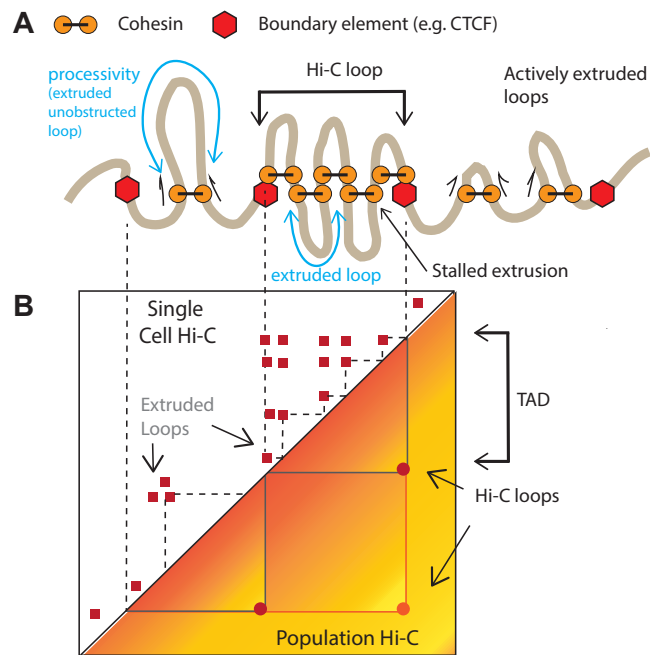 A
Cohesin
Boundary element (e.g. CTCF)
processivity
(extruded
unobstructed
loop)
Hi-C loop
Actively extruded
loops
extruded loop
Stalled extrusion
B
Single
Cell Hi-C
Extruded
Loops
TAD
Hi-C loops
Population Hi-C